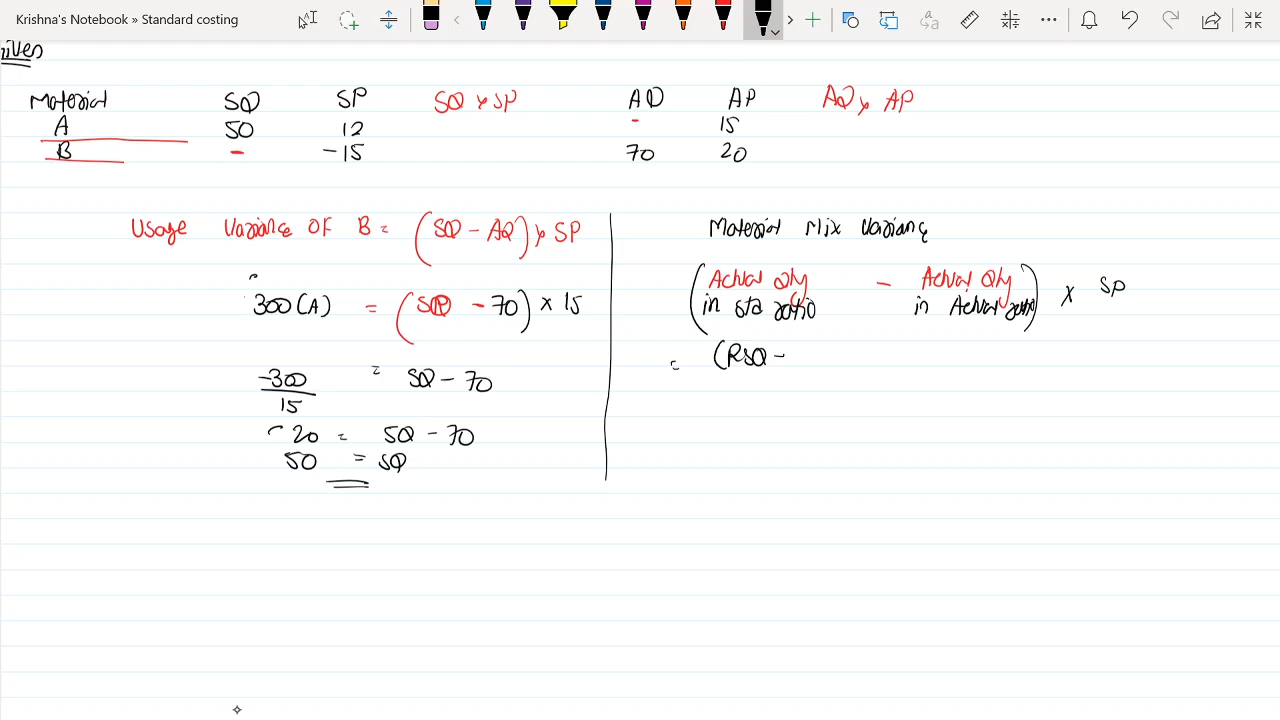 Krishna's Notebook » Standard costing
Material SQ SP SQ x SP AQ AP AQ x AP
A 50 12 - 15
B - -15 70 20
Usage Variance of B = (SQ - AQ) x SP
300 (A) = (SQ - 70) x 15
-300 / 15 = SQ - 70
- 20 = SQ - 70
50 = SQ
Material Mix Variance
(Actual Qty in std ratio - Actual Qty in Actual ratio) x SP
= (RSQ -